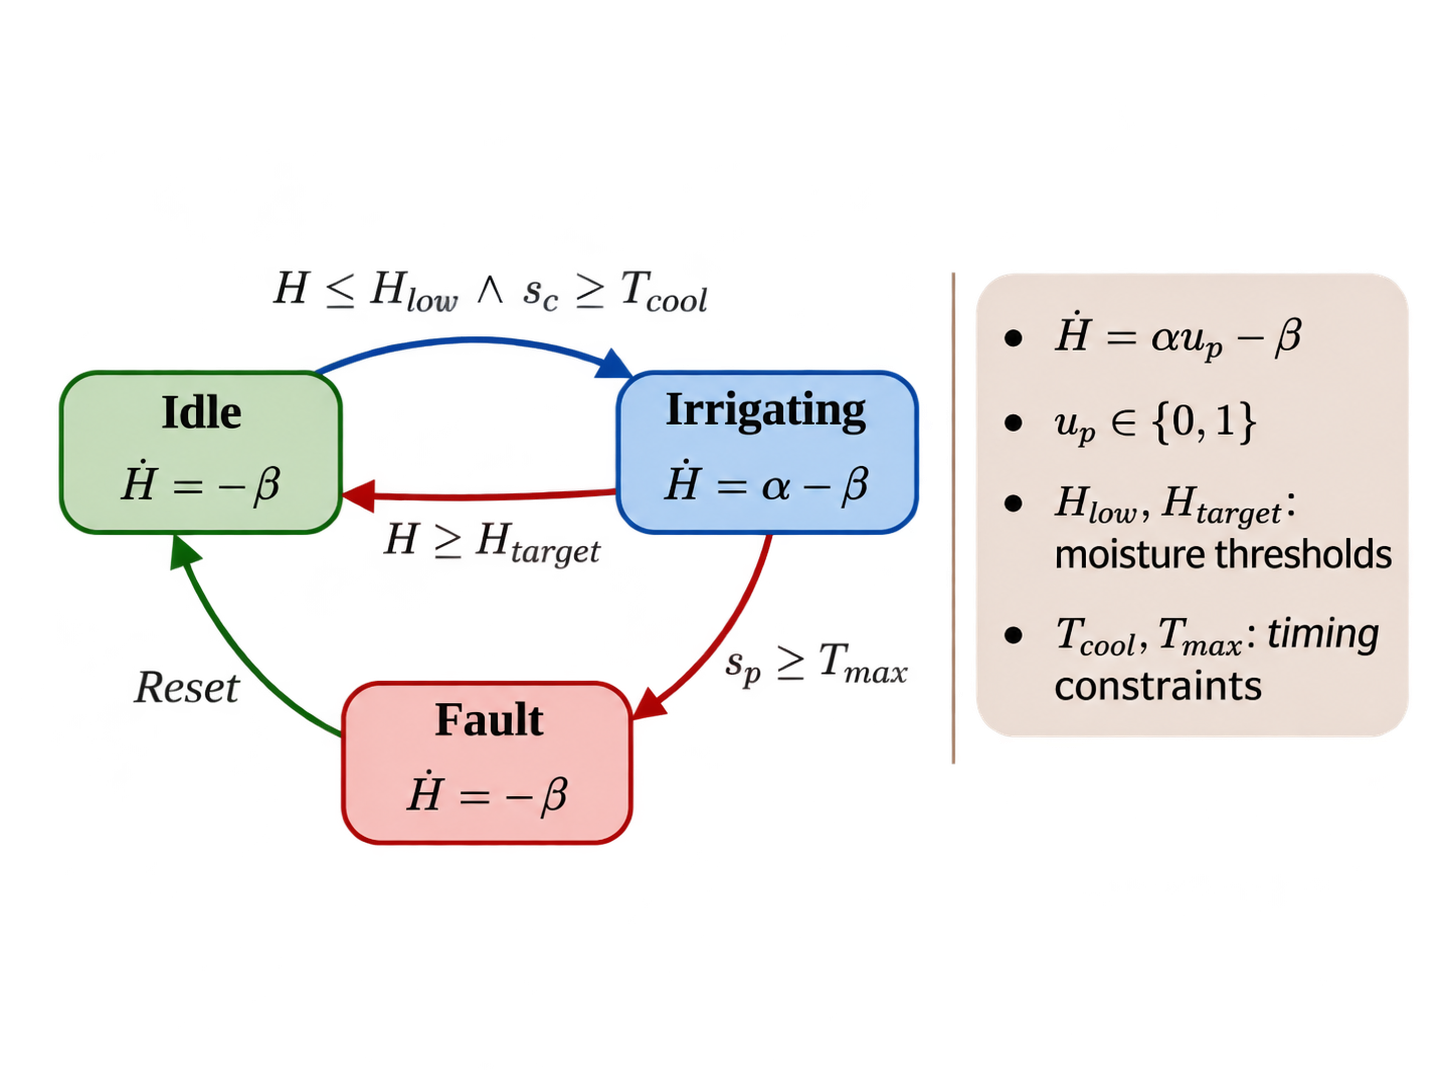 H ≤ H_low ∧ s_c ≥ T_cool
Idle
Ḣ = −β
Irrigating
Ḣ = α − β
H ≥ H_target
Reset
s_p ≥ T_max
Fault
Ḣ = −β
• Ḣ = αu_p − β
• u_p ∈ {0, 1}
• H_low, H_target:
moisture thresholds
• T_cool, T_max: timing
constraints